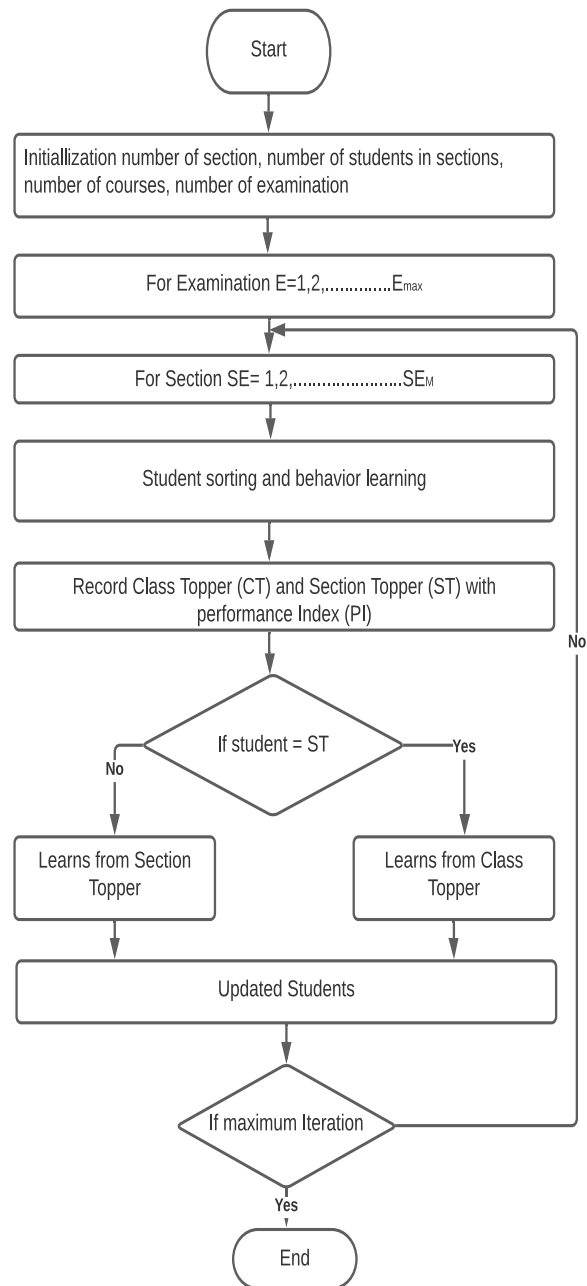 Start
Initiallization number of section, number of students in sections,
number of courses, number of examination
For Examination E=1,2,..............Emax
For Section SE= 1,2,......................SEM
Student sorting and behavior learning
Record Class Topper (CT) and Section Topper (ST) with
performance Index (PI)
No
If student = ST
No
Yes
Learns from Section
Topper
Learns from Class
Topper
Updated Students
If maximum Iteration
Yes
End